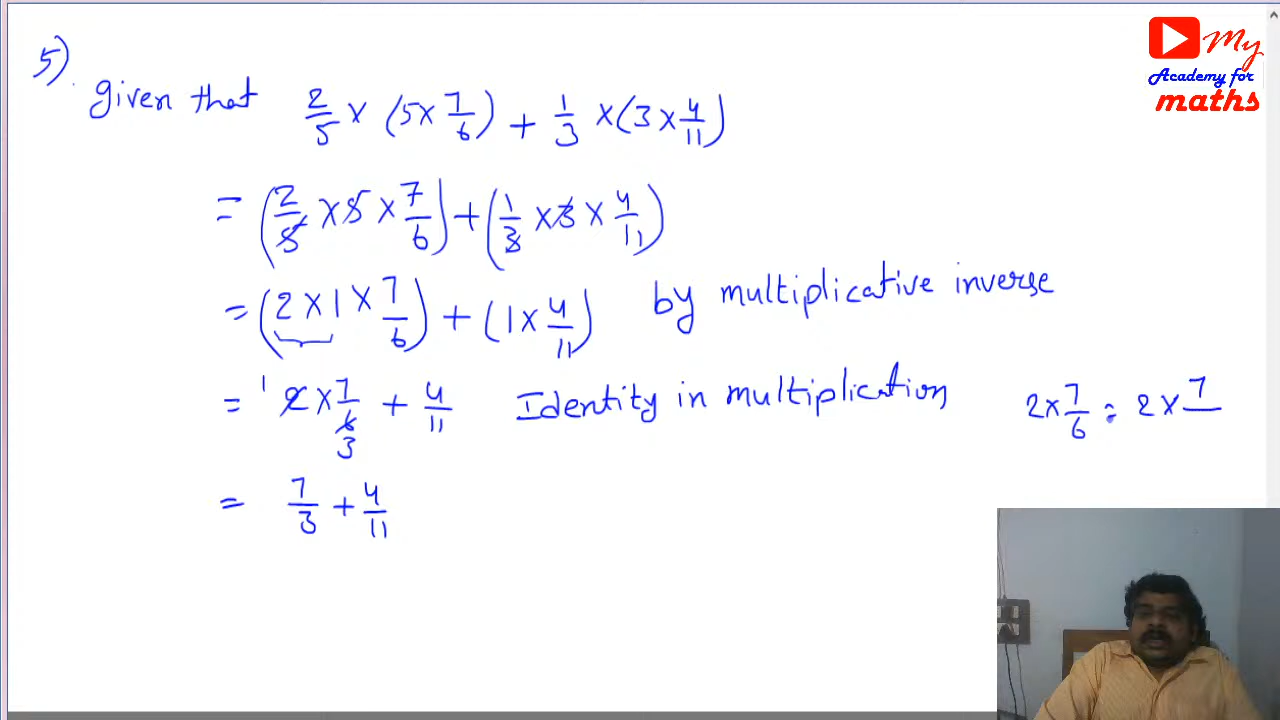 My
Academy for
maths
5)
given that 2/5 × (5 × 7/6) + 1/3 × (3 × 4/11)
= (2/5 × 5 × 7/6) + (1/3 × 3 × 4/11)
= (2 × 1 × 7/6) + (1 × 4/11) by multiplicative inverse
= 1 2 × 7/6 3 + 4/11 Identity in multiplication 2 × 7/6 = 2 × 7/
= 7/3 + 4/11